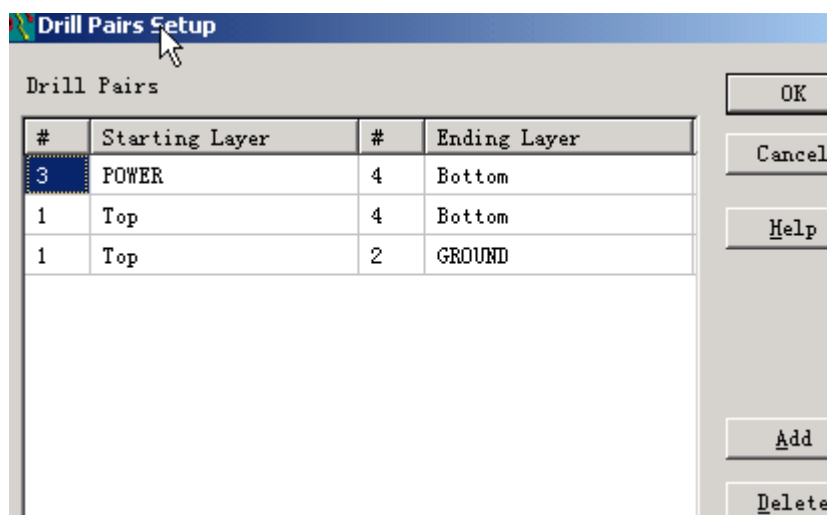 Drill Pairs Setup
Drill Pairs
OK
# Starting Layer # Ending Layer
Cancel
3 POWER 4 Bottom
1 Top 4 Bottom
Help
1 Top 2 GROUND
Add
Delete